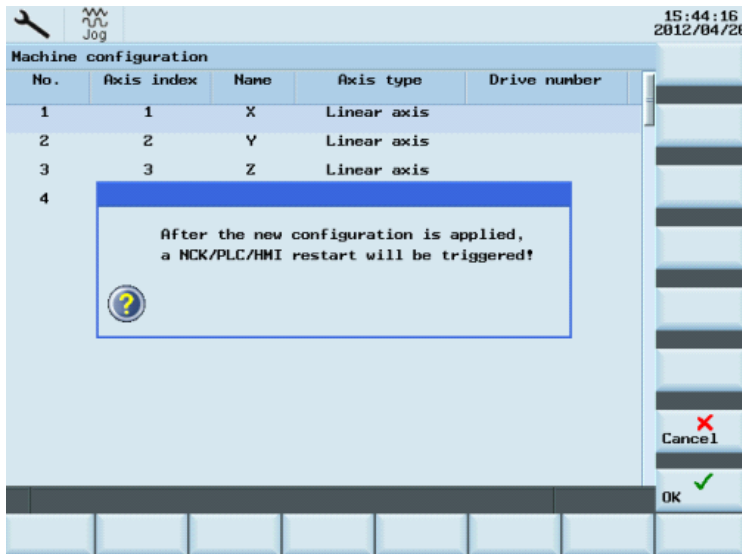 15:44:16
Jog
2012/04/20
Machine configuration
No. Axis index Name Axis type Drive number
1 1 X Linear axis
2 2 Y Linear axis
3 3 Z Linear axis
4
After the new configuration is applied,
a NCK/PLC/HMI restart will be triggered!
Cancel
OK